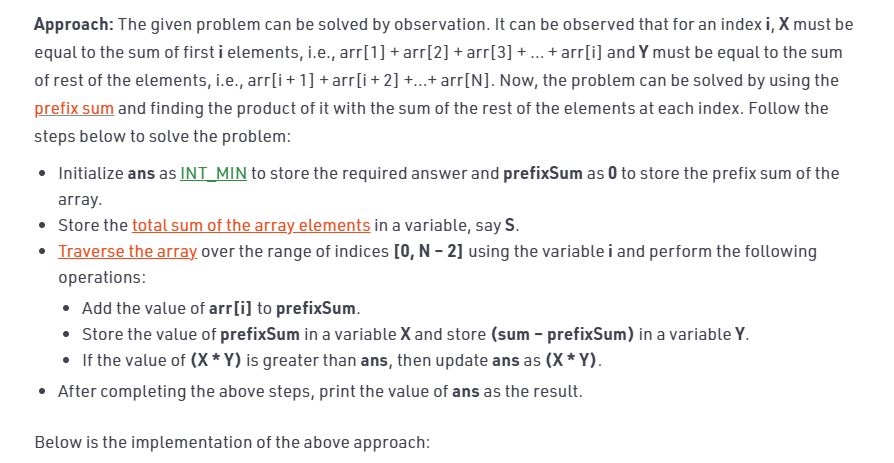 Approach: The given problem can be solved by observation. It can be observed that for an index i, X must be
equal to the sum of first i elements, i.e., arr[1] + arr[2] + arr[3] + … + arr[i] and Y must be equal to the sum
of rest of the elements, i.e., arr[i + 1] + arr[i + 2] +…+ arr[N]. Now, the problem can be solved by using the
prefix sum and finding the product of it with the sum of the rest of the elements at each index. Follow the
steps below to solve the problem:
• Initialize ans as INT_MIN to store the required answer and prefixSum as 0 to store the prefix sum of the
array.
• Store the total sum of the array elements in a variable, say S.
• Traverse the array over the range of indices [0, N – 2] using the variable i and perform the following
operations:
• Add the value of arr[i] to prefixSum.
• Store the value of prefixSum in a variable X and store (sum – prefixSum) in a variable Y.
• If the value of (X * Y) is greater than ans, then update ans as (X * Y).
• After completing the above steps, print the value of ans as the result.
Below is the implementation of the above approach: